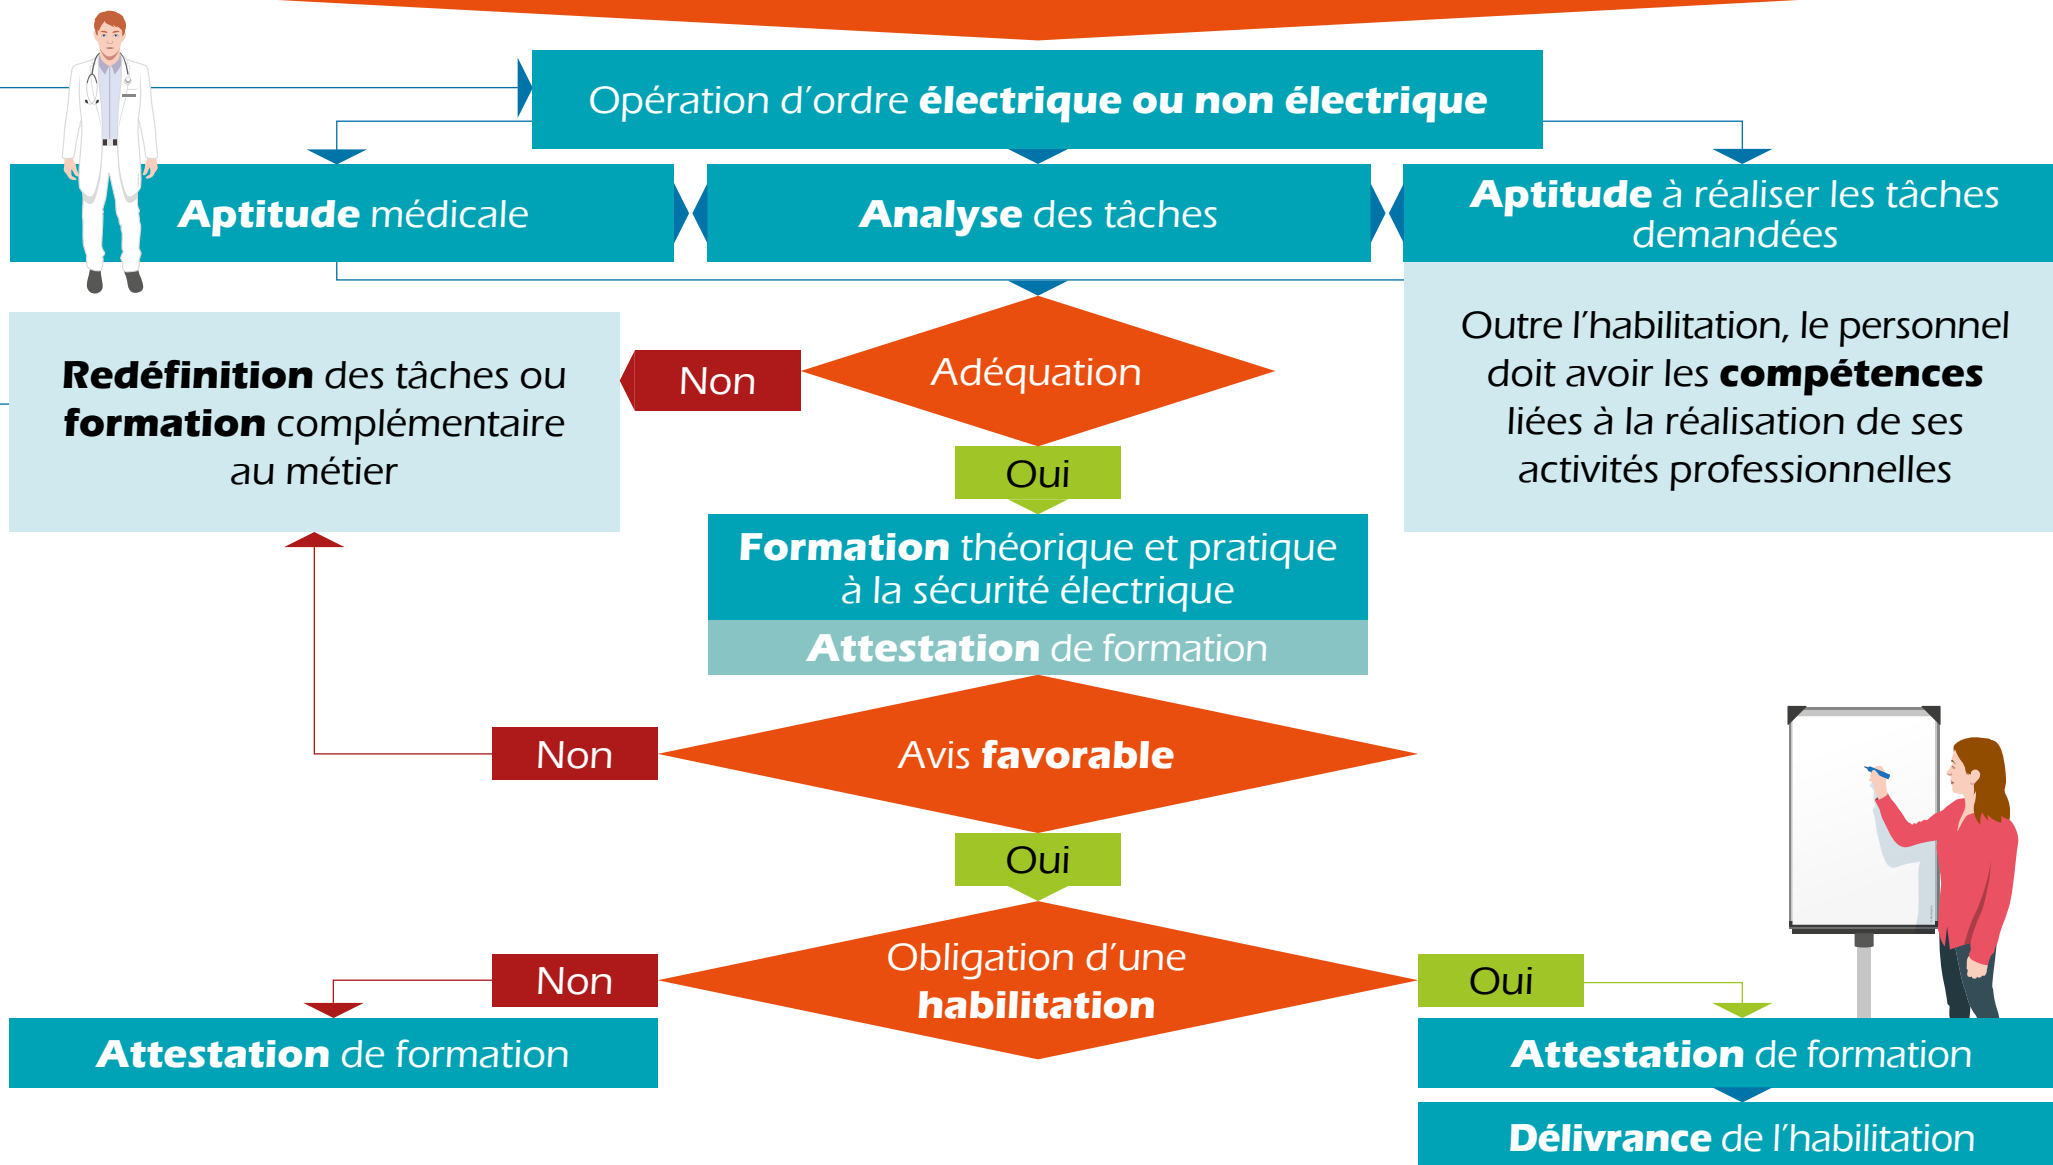 Opération d'ordre électrique ou non électrique
Aptitude médicale
Analyse des tâches
Aptitude à réaliser les tâches
demandées
Outre l'habilitation, le personnel
doit avoir les compétences
liées à la réalisation de ses
activités professionnelles
Adéquation
Non
Redéfinition des tâches ou
formation complémentaire
au métier
Oui
Formation théorique et pratique
à la sécurité électrique
Attestation de formation
Avis favorable
Non
Oui
Obligation d'une
habilitation
Non
Oui
Attestation de formation
Attestation de formation
Délivrance de l'habilitation